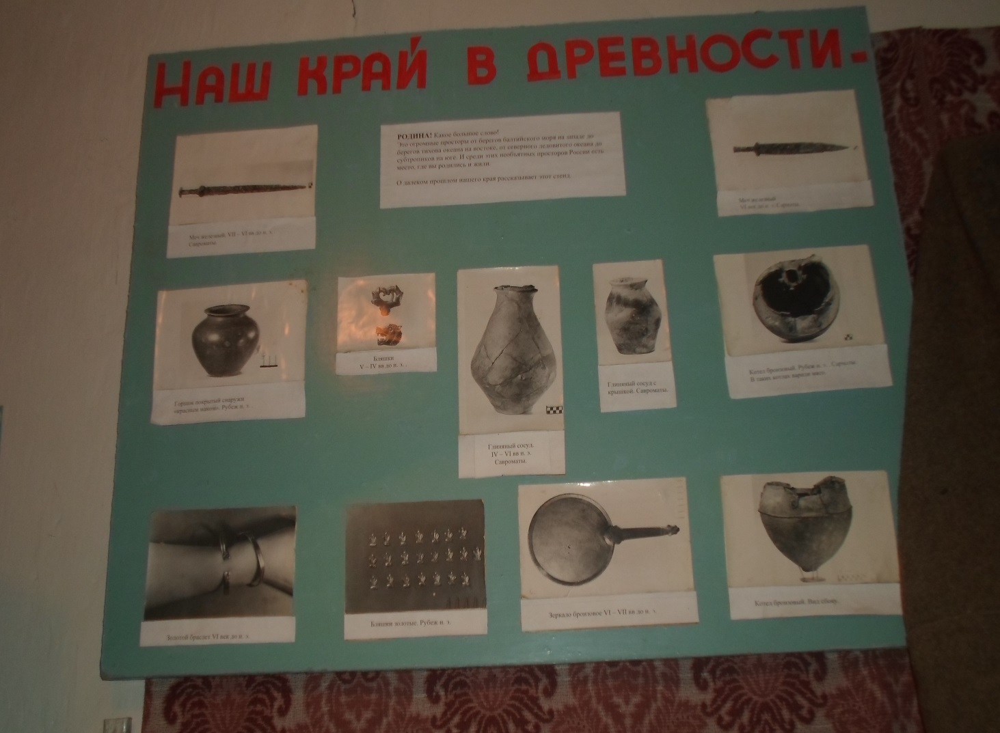 НАШ КРАЙ В ДРЕВНОСТИ.
РОДИНА! Какое большое слово!
Это огромные просторы от берегов балтийского моря на западе до
берегов тихова океана на востоке, от северного ледовитого океана до
субтропиков на юге. И среди этих необъятных просторов России есть
место, где вы родились и жили.
О далеком прошлом нашего края рассказывает этот стенд.
Меч железный. VII – VI вв до н. э.
Савроматы.
Меч железный
VI век до н. э. Сарматы.
Горшок покрытый снаружи
«красным лаком». Рубеж н. э.
Бляшки
V – IV вв до н. э.
Глиняный сосуд.
IV – VI вв н. э.
Савроматы.
Глиняный сосуд с
крышкой. Савроматы.
Котел бронзовый. Рубеж н. э. Сарматы.
В таких котлах варили мясо.
Золотой браслет VI век до н. э.
Бляшки золотые. Рубеж н. э.
Зеркало бронзовое VI – VII вв до н. э.
Котел бронзовый. Вид сбоку.